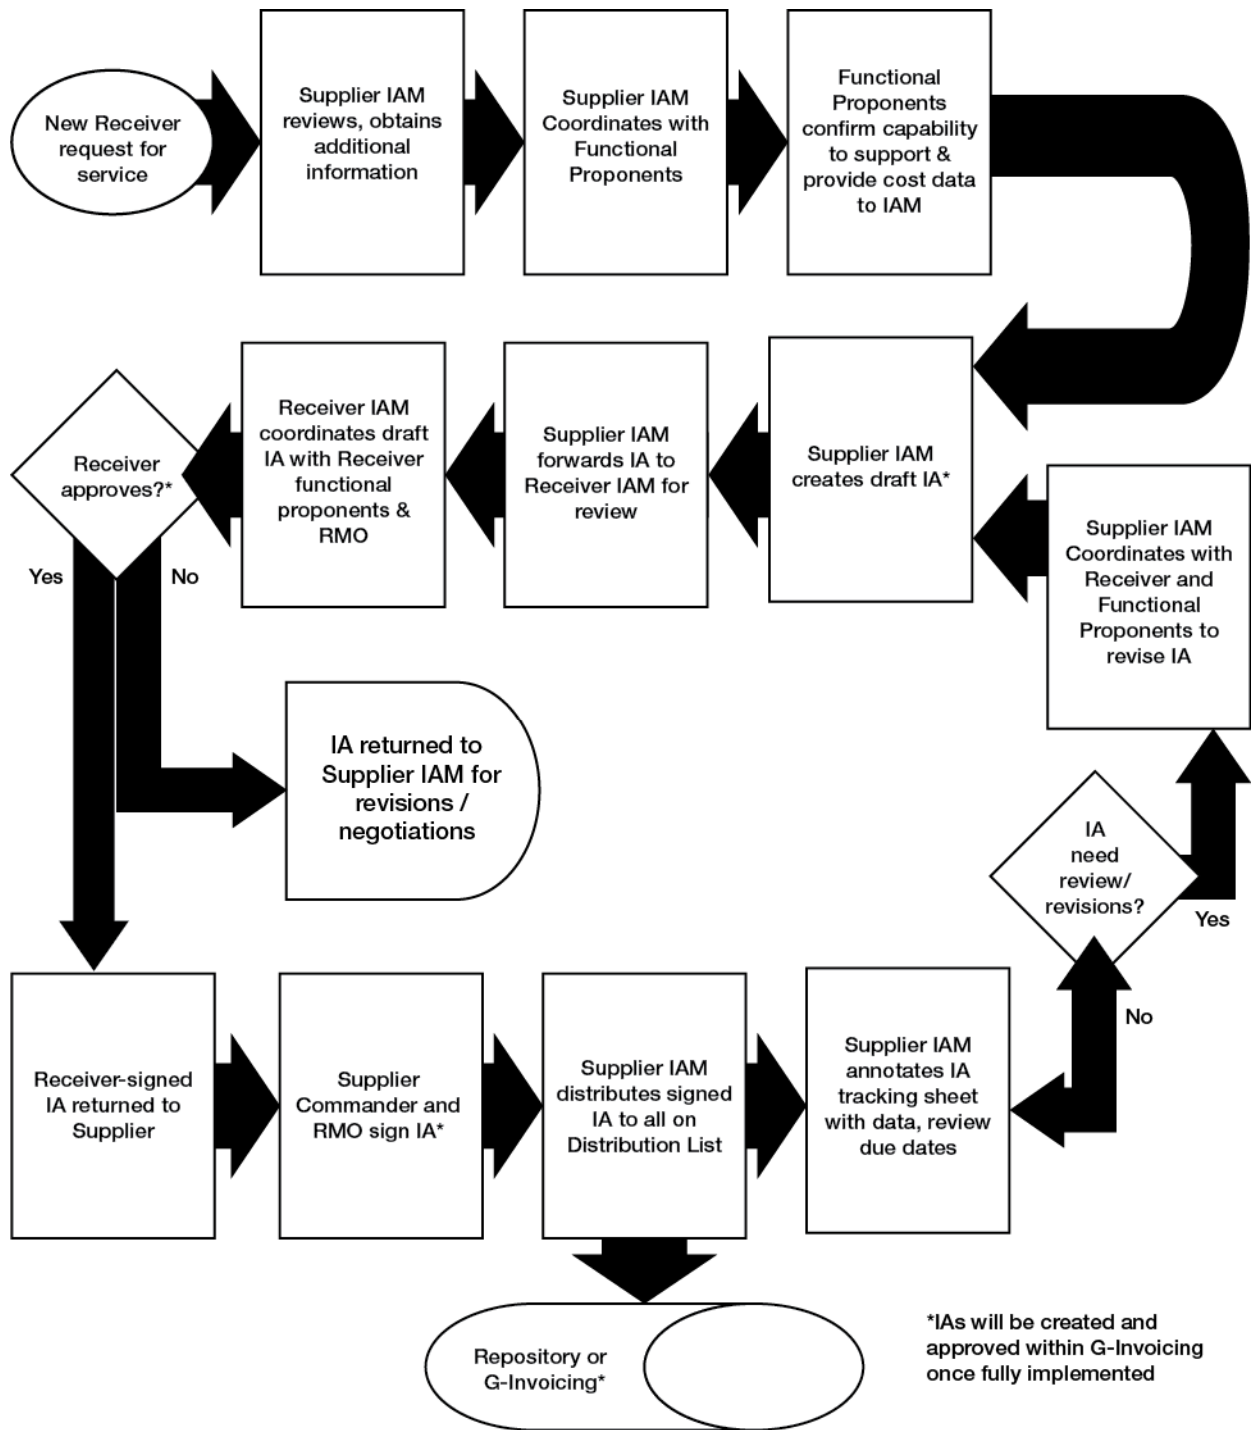 New Receiver
request for
service
Supplier IAM
reviews, obtains
additional
information
Supplier IAM
Coordinates with
Functional
Proponents
Functional
Proponents
confirm capability
to support &
provide cost data
to IAM
Receiver
approves?*
Receiver IAM
coordinates draft
IA with Receiver
functional
proponents &
RMO
Supplier IAM
forwards IA to
Receiver IAM for
review
Supplier IAM
creates draft IA*
Supplier IAM
Coordinates with
Receiver and
Functional
Proponents to
revise IA
Yes
No
IA returned to
Supplier IAM for
revisions /
negotiations
IA
need
review/
revisions?
Yes
No
Receiver-signed
IA returned to
Supplier
Supplier
Commander and
RMO sign IA*
Supplier IAM
distributes signed
IA to all on
Distribution List
Supplier IAM
annotates IA
tracking sheet
with data, review
due dates
Repository or
G-Invoicing*
*IAs will be created and
approved within G-Invoicing
once fully implemented